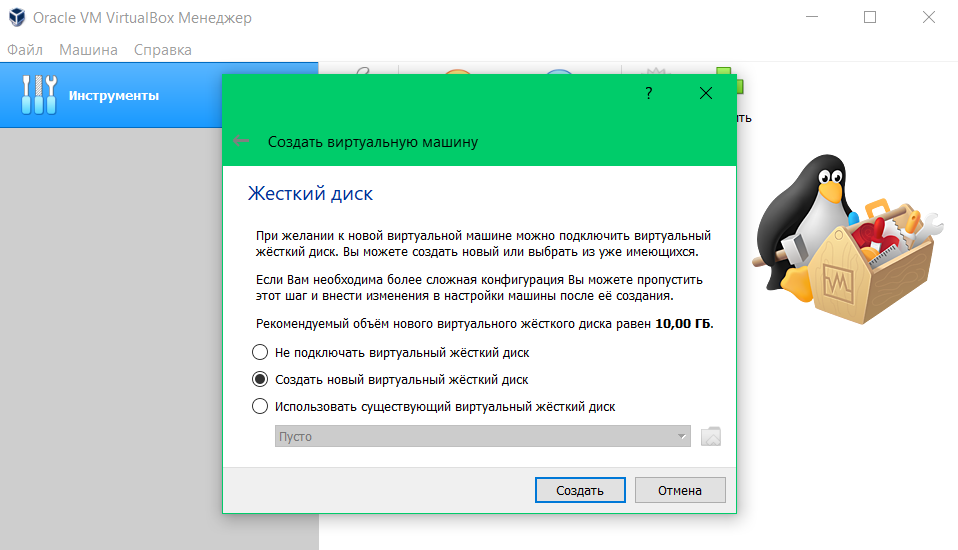 Oracle VM VirtualBox Менеджер
Файл Машина Справка
Инструменты
?
Создать виртуальную машину
Жесткий диск
При желании к новой виртуальной машине можно подключить виртуальный
жёсткий диск. Вы можете создать новый или выбрать из уже имеющихся.
Если Вам необходима более сложная конфигурация Вы можете пропустить
этот шаг и внести изменения в настройки машины после её создания.
Рекомендуемый объём нового виртуального жёсткого диска равен 10,00 ГБ.
Не подключать виртуальный жёсткий диск
Создать новый виртуальный жёсткий диск
Использовать существующий виртуальный жёсткий диск
Пусто
Создать Отмена